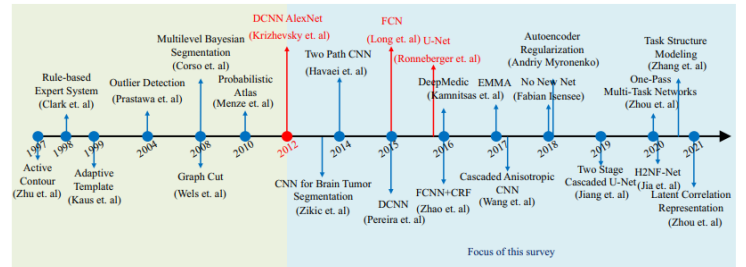 DCNN AlexNet
(Krizhevsky et. al)
FCN
(Long et. al)
U-Net
(Ronneberger et. al)
Autoencoder
Regularization
(Andriy Myronenko)
Task Structure
Modeling
(Zhang et. al)
Multilevel Bayesian
Segmentation
(Corso et. al)
Two Path CNN
(Havaei et. al)
Rule-based
Expert System
(Clark et. al)
Outlier Detection
(Prastawa et. al)
Probabilistic
Atlas
(Menze et. al)
DeepMedic
(Kamnitsas et. al)
EMMA
No New Net
(Fabian Isensee)
One-Pass
Multi-Task Networks
(Zhou et. al)
1997
1998
1999
2004
2008
2010
2012
2014
2015
2016
2017
2018
2019
2020
2021
Active
Contour
(Zhu et. al)
Adaptive
Template
(Kaus et. al)
Graph Cut
(Wels et. al)
CNN for Brain Tumor
Segmentation
(Zikic et. al)
DCNN
(Pereira et. al)
FCNN+CRF
(Zhao et. al)
Cascaded Anisotropic
CNN
(Wang et. al)
Two Stage
Cascaded U-Net
(Jiang et. al)
H2NF-Net
(Jia et. al)
Latent Correlation
Representation
(Zhou et. al)
Focus of this survey